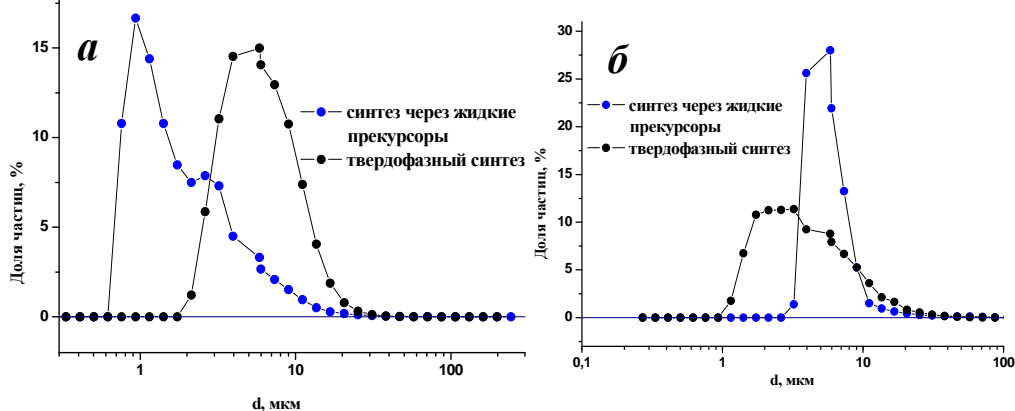 а
15
10
5
0
Доля частиц, %
синтез через жидкие
прекурсоры
твердофазный синтез
1
10
100
d, мкм
б
30
25
20
15
10
5
0
Доля частиц, %
синтез через жидкие
прекурсоры
твердофазный синтез
0,1
1
10
100
d, мкм